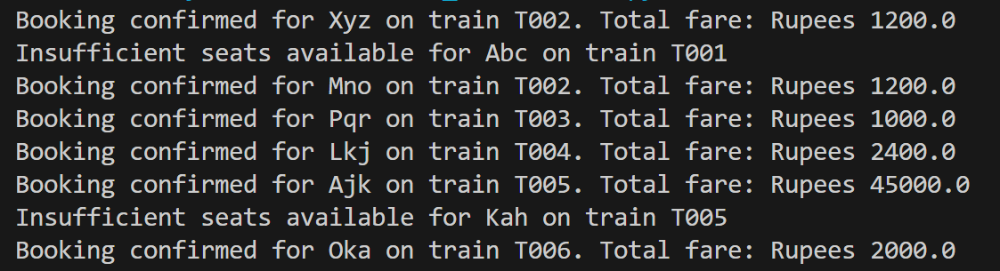 Booking confirmed for Xyz on train T002. Total fare: Rupees 1200.0
Insufficient seats available for Abc on train T001
Booking confirmed for Mno on train T002. Total fare: Rupees 1200.0
Booking confirmed for Pqr on train T003. Total fare: Rupees 1000.0
Booking confirmed for Lkj on train T004. Total fare: Rupees 2400.0
Booking confirmed for Ajk on train T005. Total fare: Rupees 45000.0
Insufficient seats available for Kah on train T005
Booking confirmed for Oka on train T006. Total fare: Rupees 2000.0